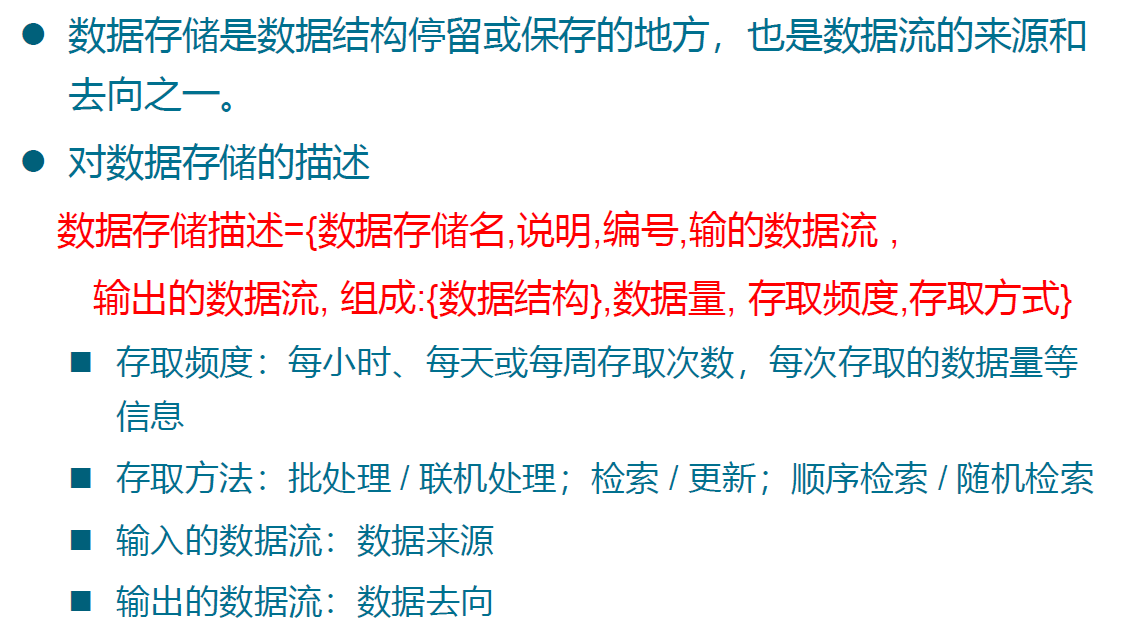 数据存储是数据结构停留或保存的地方，也是数据流的来源和
去向之一。
对数据存储的描述
数据存储描述={数据存储名,说明,编号,输的数据流 ,
输出的数据流, 组成:{数据结构},数据量, 存取频度,存取方式}
存取频度：每小时、每天或每周存取次数，每次存取的数据量等
信息
存取方法：批处理 / 联机处理；检索 / 更新；顺序检索 / 随机检索
输入的数据流：数据来源
输出的数据流：数据去向